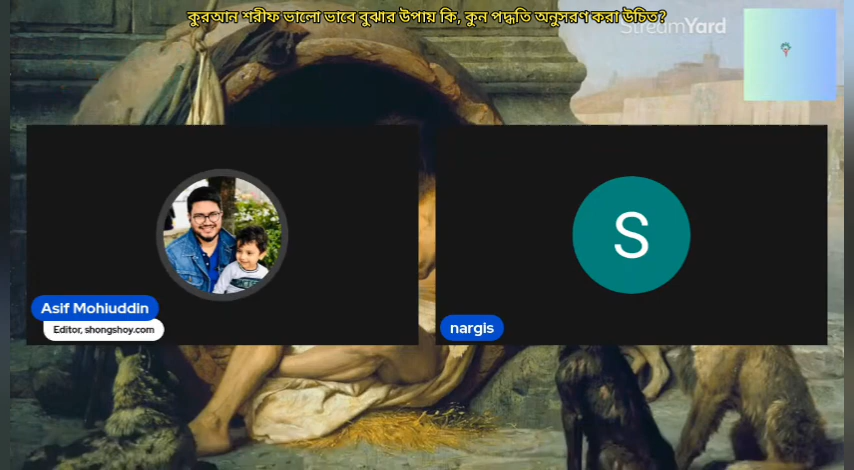 কুরআন শরীফ ভালো ভাবে বুঝার উপায় কি, কুন পদ্ধতি অনুসরণ করা উচিত?
StreamYard
S
Asif Mohiuddin
Editor, shongshoy.com
nargis